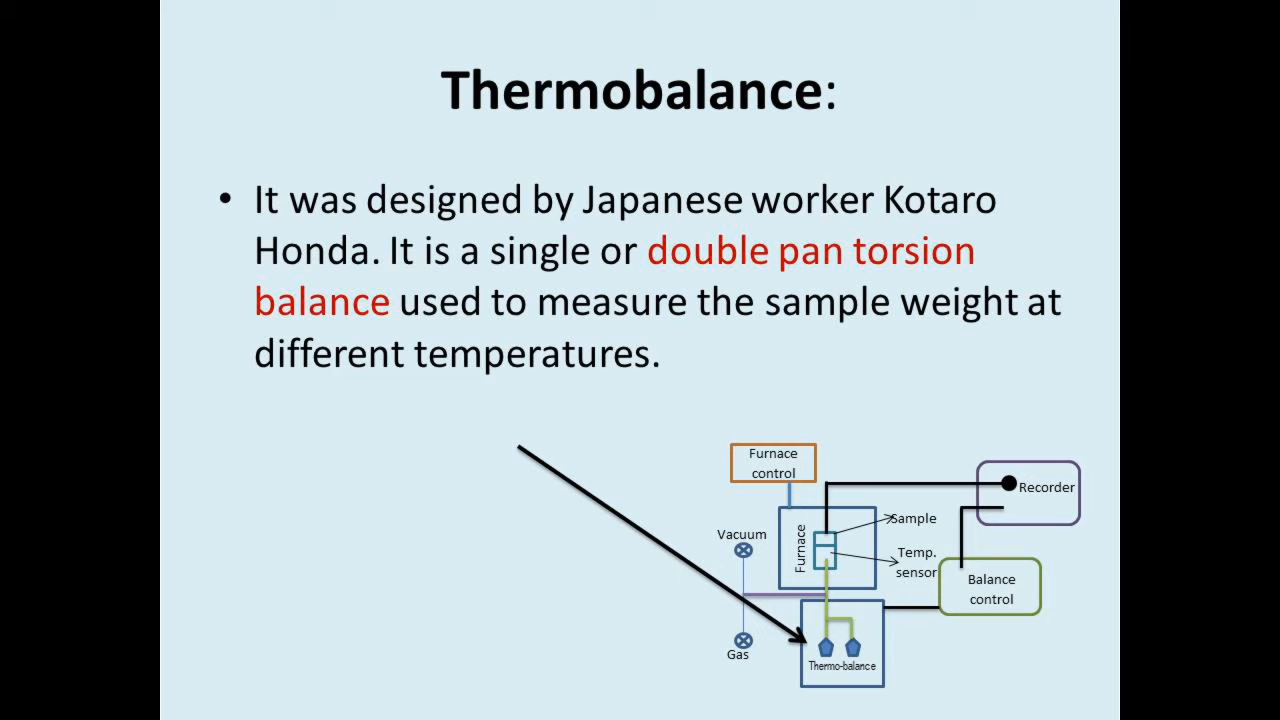 Thermobalance:
• It was designed by Japanese worker Kotaro
Honda. It is a single or double pan torsion
balance used to measure the sample weight at
different temperatures.
Furnace
control
Recorder
Sample
Vacuum
Furnace
Temp.
sensor
Balance
control
Gas
Thermo-balance